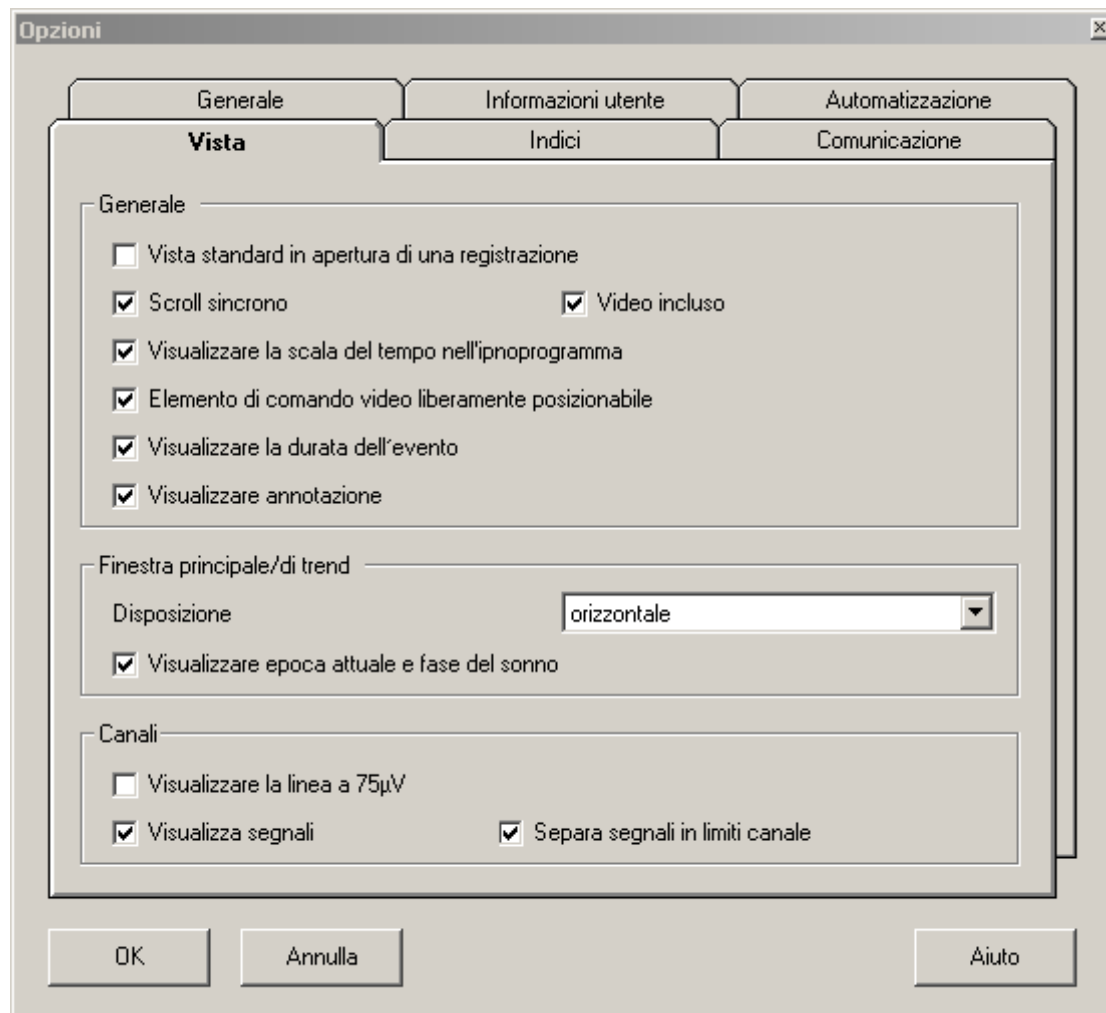 Opzioni
Generale Informazioni utente Automatizzazione
Vista Indici Comunicazione
Generale
Vista standard in apertura di una registrazione
Scroll sincrono Video incluso
Visualizzare la scala del tempo nell'ipnoprogramma
Elemento di comando video liberamente posizionabile
Visualizzare la durata dell´evento
Visualizzare annotazione
Finestra principale/di trend
Disposizione orizzontale
Visualizzare epoca attuale e fase del sonno
Canali
Visualizzare la linea a 75µV
Visualizza segnali Separa segnali in limiti canale
OK Annulla Aiuto